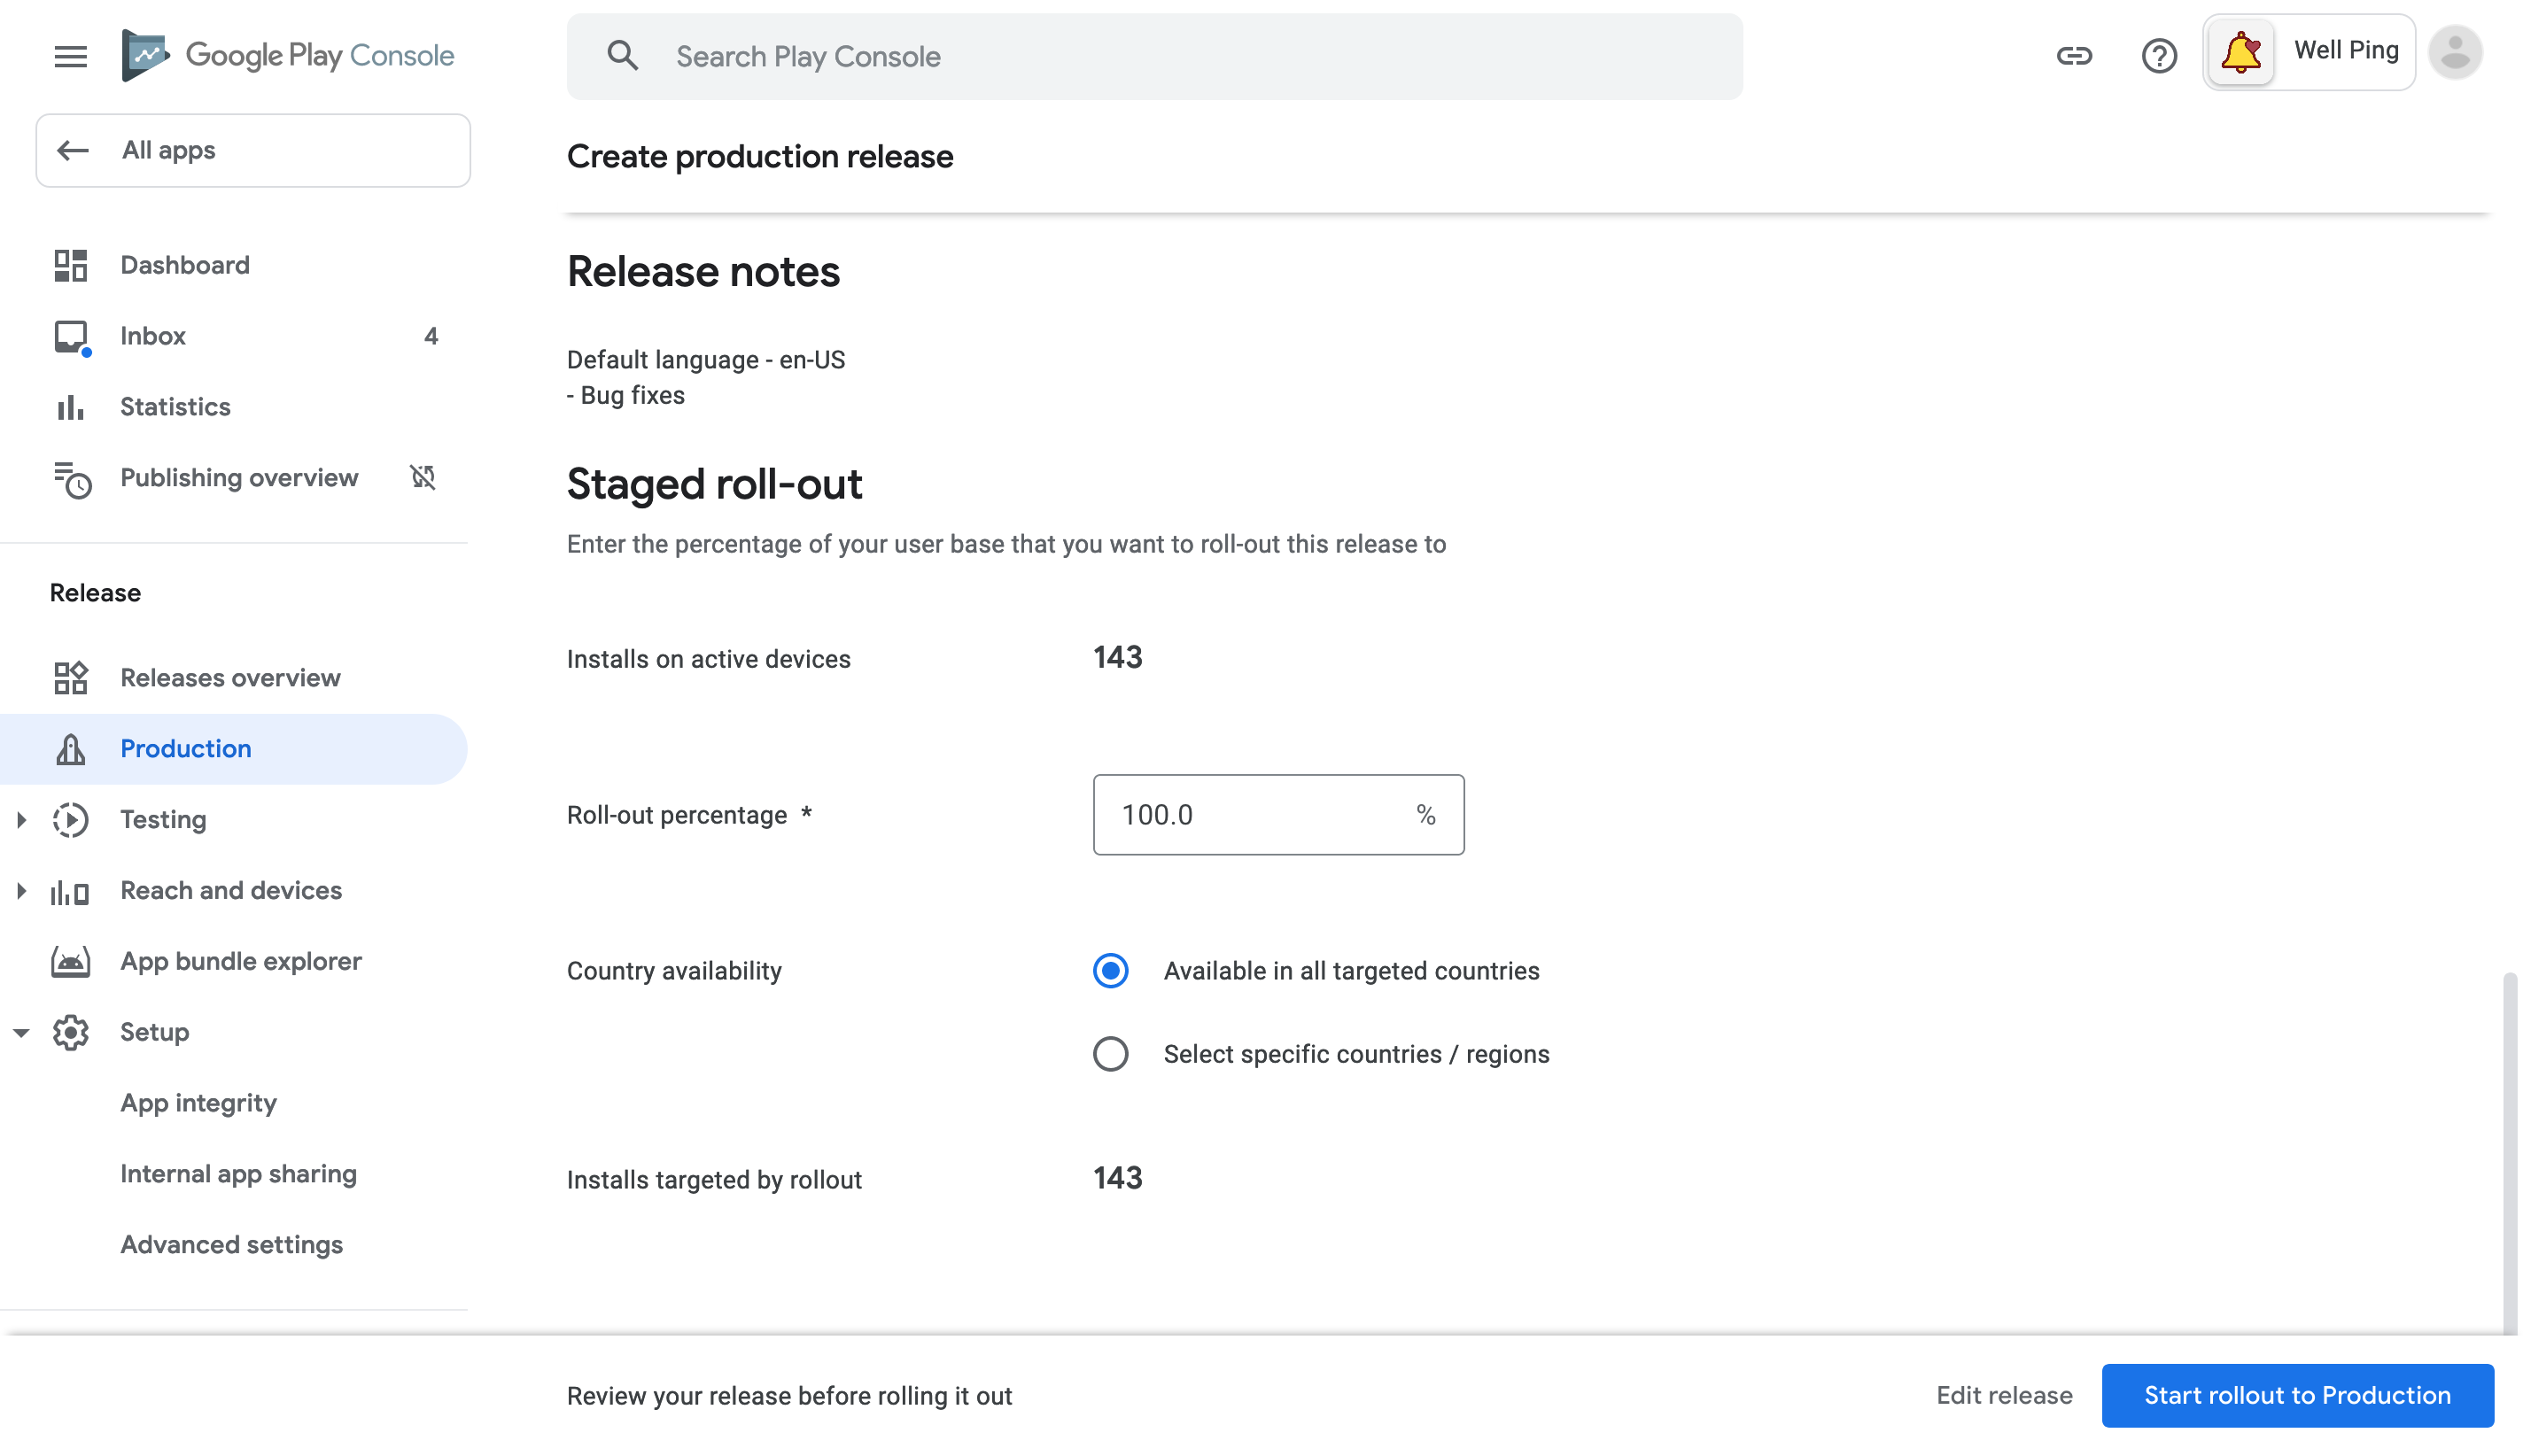 Google Play Console
Search Play Console
Well Ping
All apps
Create production release
Dashboard
Inbox 4
Statistics
Publishing overview
Release
Releases overview
Production
Testing
Reach and devices
App bundle explorer
Setup
App integrity
Internal app sharing
Advanced settings
Release notes
Default language - en-US
- Bug fixes
Staged roll-out
Enter the percentage of your user base that you want to roll-out this release to
Installs on active devices 143
Roll-out percentage * 100.0 %
Country availability Available in all targeted countries
Select specific countries / regions
Installs targeted by rollout 143
Review your release before rolling it out
Edit release
Start rollout to Production